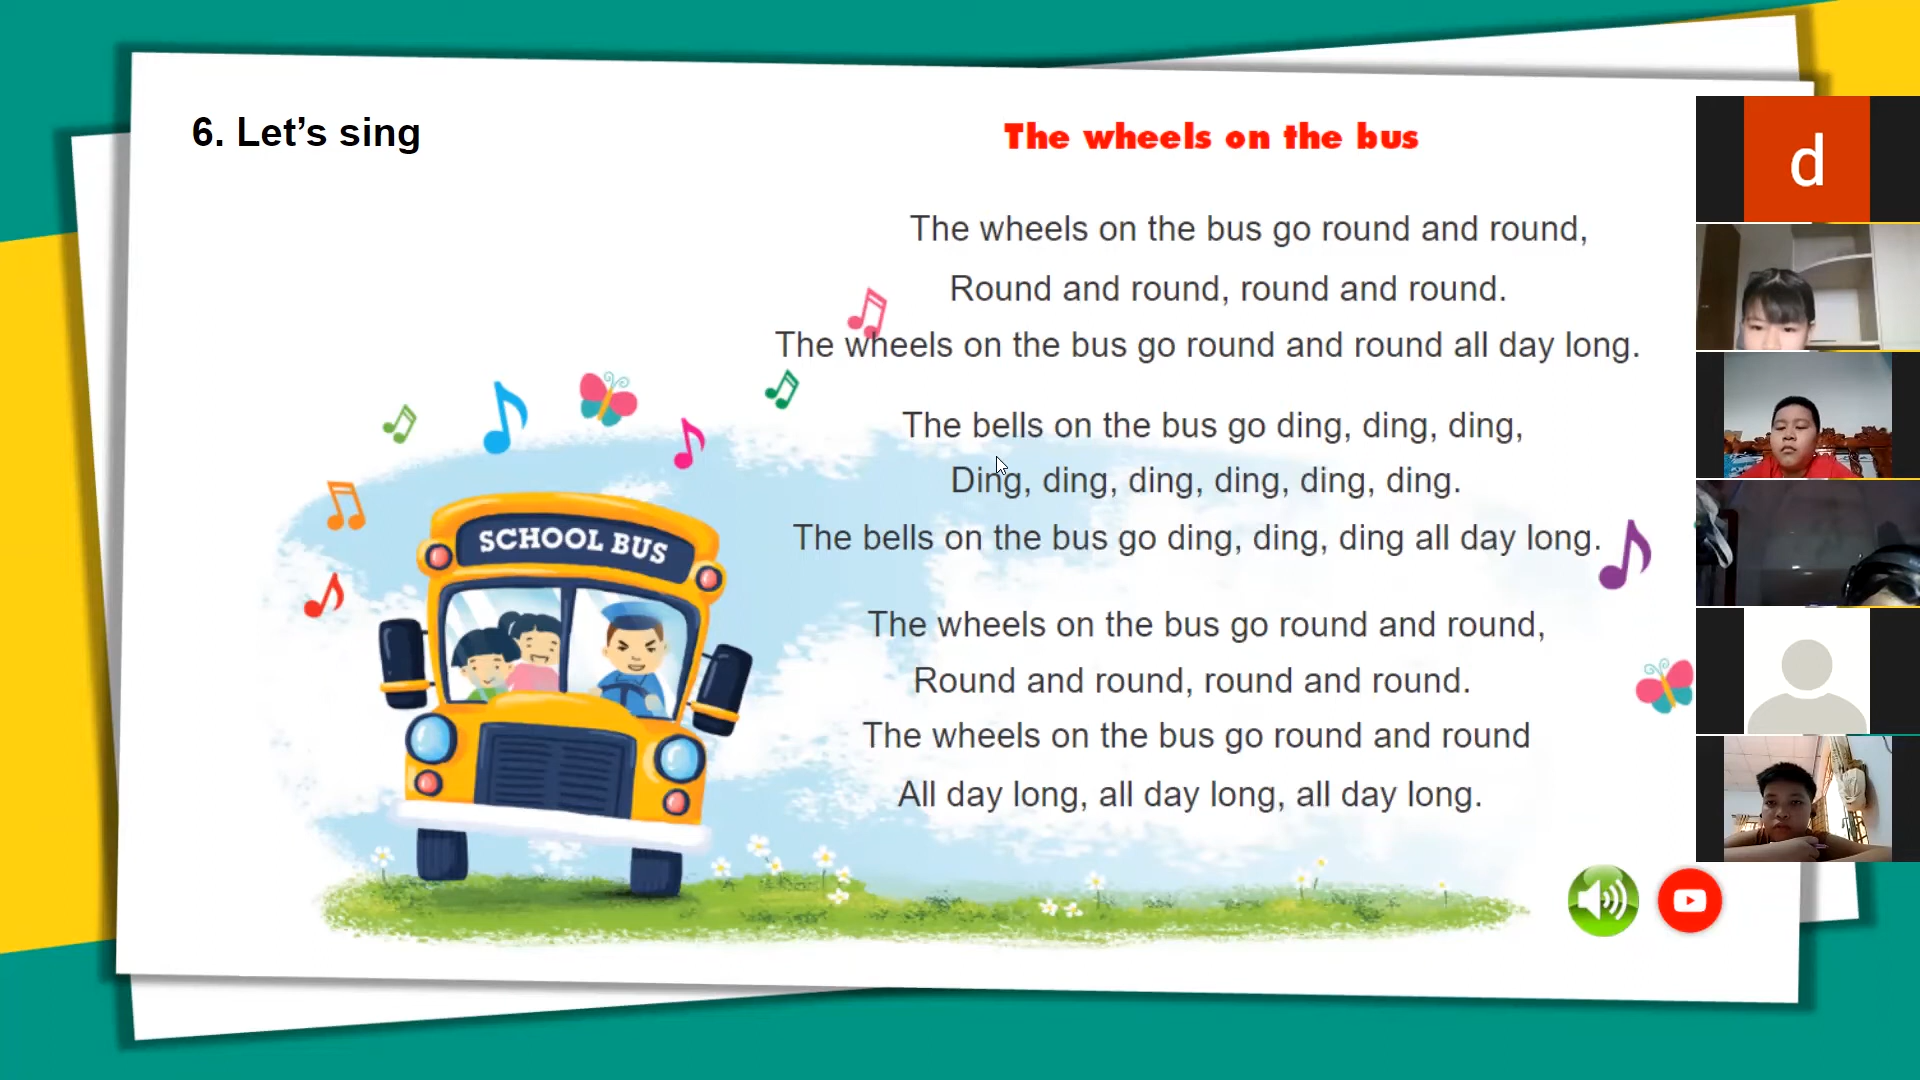 6. Let’s sing
The wheels on the bus
The wheels on the bus go round and round,
Round and round, round and round.
The wheels on the bus go round and round all day long.
The bells on the bus go ding, ding, ding,
Ding, ding, ding, ding, ding, ding.
The bells on the bus go ding, ding, ding all day long.
The wheels on the bus go round and round,
Round and round, round and round.
The wheels on the bus go round and round
All day long, all day long, all day long.
SCHOOL BUS
d